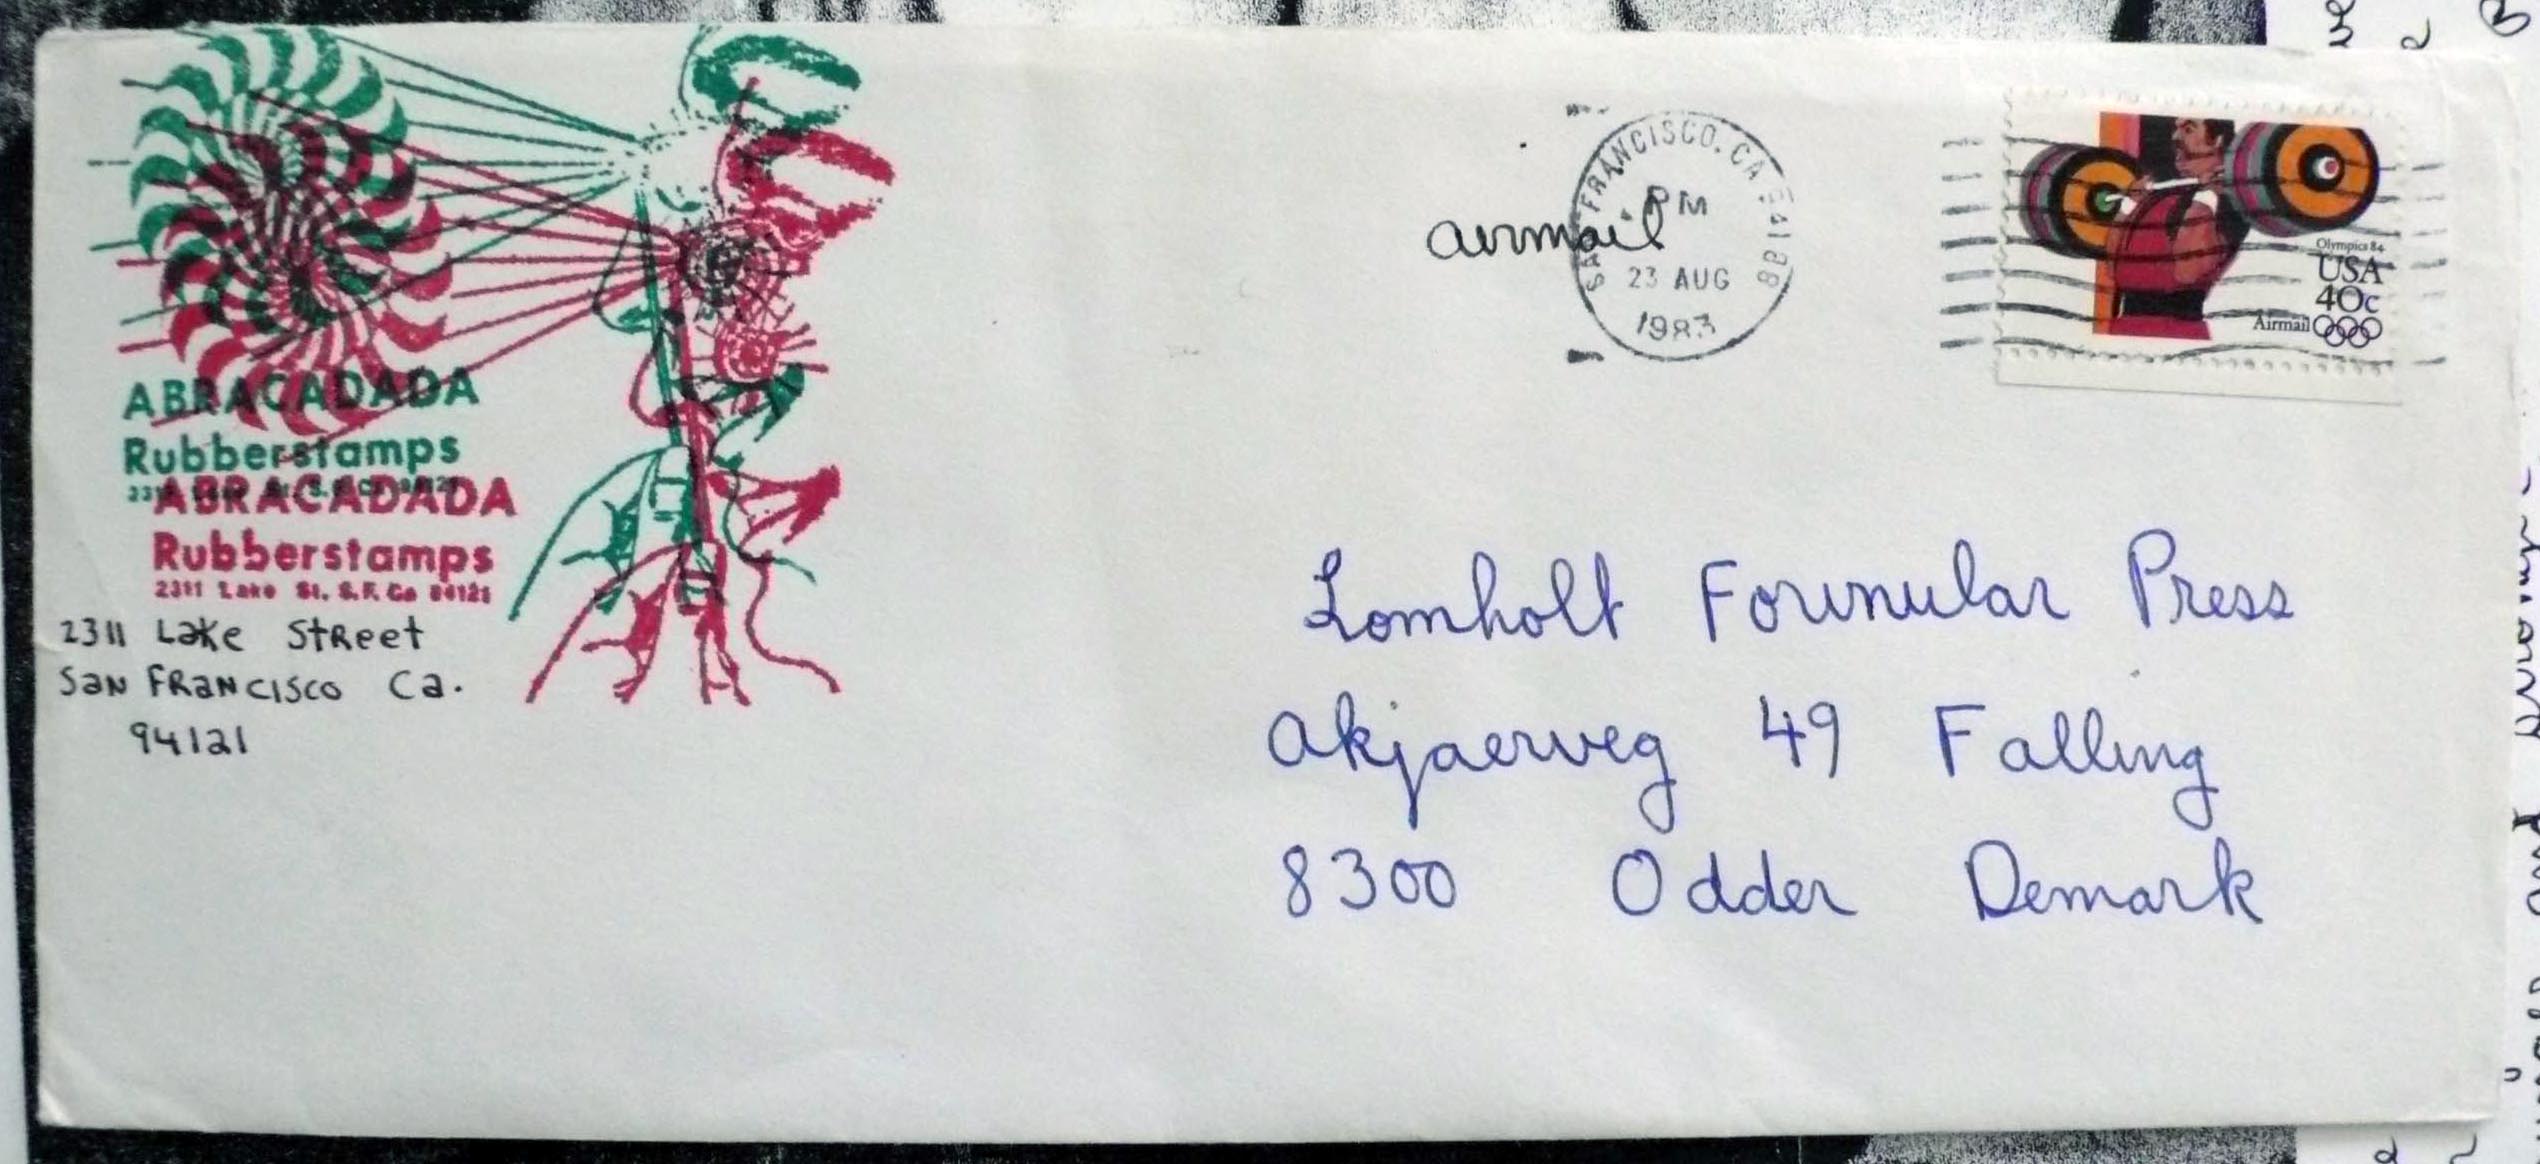 ABRACADADA
Rubberstamps
ABRACADADA
Rubberstamps
2311 Lake St. S.F. Ca 94121
2311 Lake Street
San Francisco Ca.
94121
airmail
SAN FRANCISCO, CA 941
PM
23 AUG
1983
Olympics 84
USA
40c
Airmail
Lomholt Formular Press
Akjaerveg 49 Falling
8300 Odder Demark